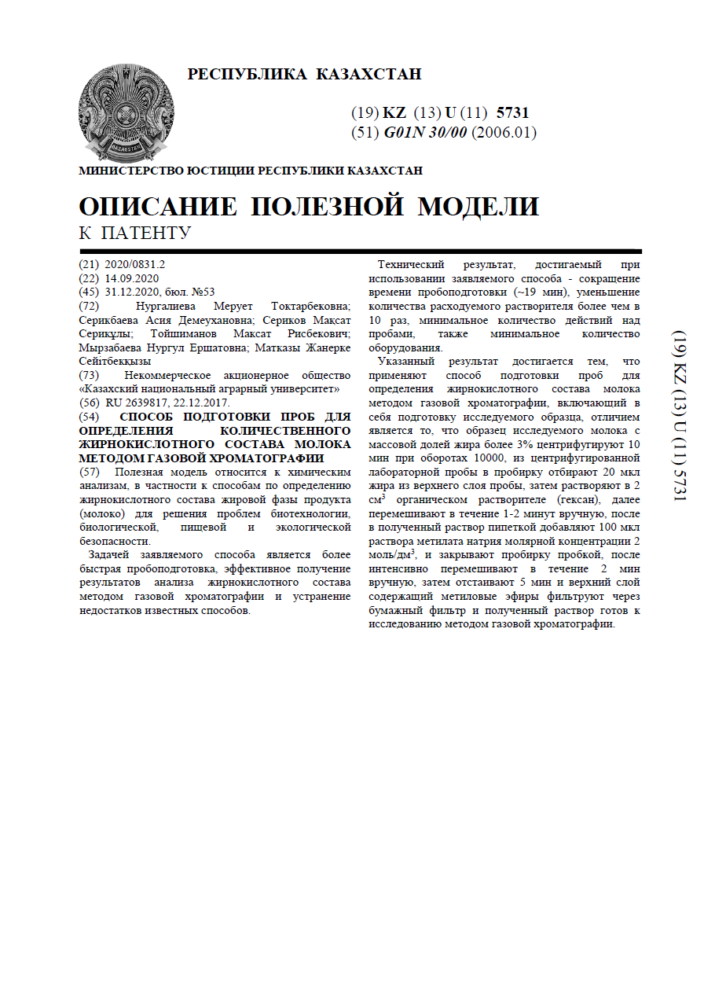 РЕСПУБЛИКА КАЗАХСТАН
(19) KZ (13) U (11) 5731
(51) G01N 30/00 (2006.01)
QAZAQSTAN
МИНИСТЕРСТВО ЮСТИЦИИ РЕСПУБЛИКИ КАЗАХСТАН
ОПИСАНИЕ ПОЛЕЗНОЙ МОДЕЛИ
К ПАТЕНТУ
(21) 2020/0831.2
(22) 14.09.2020
(45) 31.12.2020, бюл. №53
(72) Нургалиева Мерует Токтарбековна;
Серикбаева Асия Демеухановна; Сериков Мақсат
Серикұлы; Тойшиманов Максат Рисбекович;
Мырзабаева Нургул Ершатовна; Матказы Жанерке
Сейітбекқызы
(73) Некоммерческое акционерное общество
«Казахский национальный аграрный университет»
(56) RU 2639817, 22.12.2017.
(54) СПОСОБ ПОДГОТОВКИ ПРОБ ДЛЯ
ОПРЕДЕЛЕНИЯ КОЛИЧЕСТВЕННОГО
ЖИРНОКИСЛОТНОГО СОСТАВА МОЛОКА
МЕТОДОМ ГАЗОВОЙ ХРОМАТОГРАФИИ
(57) Полезная модель относится к химическим
анализам, в частности к способам по определению
жирнокислотного состава жировой фазы продукта
(молоко) для решения проблем биотехнологии,
биологической, пищевой и экологической
безопасности.
Задачей заявляемого способа является более
быстрая пробоподготовка, эффективное получение
результатов анализа жирнокислотного состава
методом газовой хроматографии и устранение
недостатков известных способов.
Технический результат, достигаемый при
использовании заявляемого способа - сокращение
времени пробоподготовки (~19 мин), уменьшение
количества расходуемого растворителя более чем в
10 раз, минимальное количество действий над
пробами, также минимальное количество
оборудования.
Указанный результат достигается тем, что
применяют способ подготовки проб для
определения жирнокислотного состава молока
методом газовой хроматографии, включающий в
себя подготовку исследуемого образца, отличием
является то, что образец исследуемого молока с
массовой долей жира более 3% центрифугируют 10
мин при оборотах 10000, из центрифугированной
лабораторной пробы в пробирку отбирают 20 мкл
жира из верхнего слоя пробы, затем растворяют в 2
см³ органическом растворителе (гексан), далее
перемешивают в течение 1-2 минут вручную, после
в полученный раствор пипеткой добавляют 100 мкл
раствора метилата натрия молярной концентрации 2
моль/дм³, и закрывают пробирку пробкой, после
интенсивно перемешивают в течение 2 мин
вручную, затем отстаивают 5 мин и верхний слой
содержащий метиловые эфиры фильтруют через
бумажный фильтр и полученный раствор готов к
исследованию методом газовой хроматографии.
(19) KZ (13) U (11) 5731